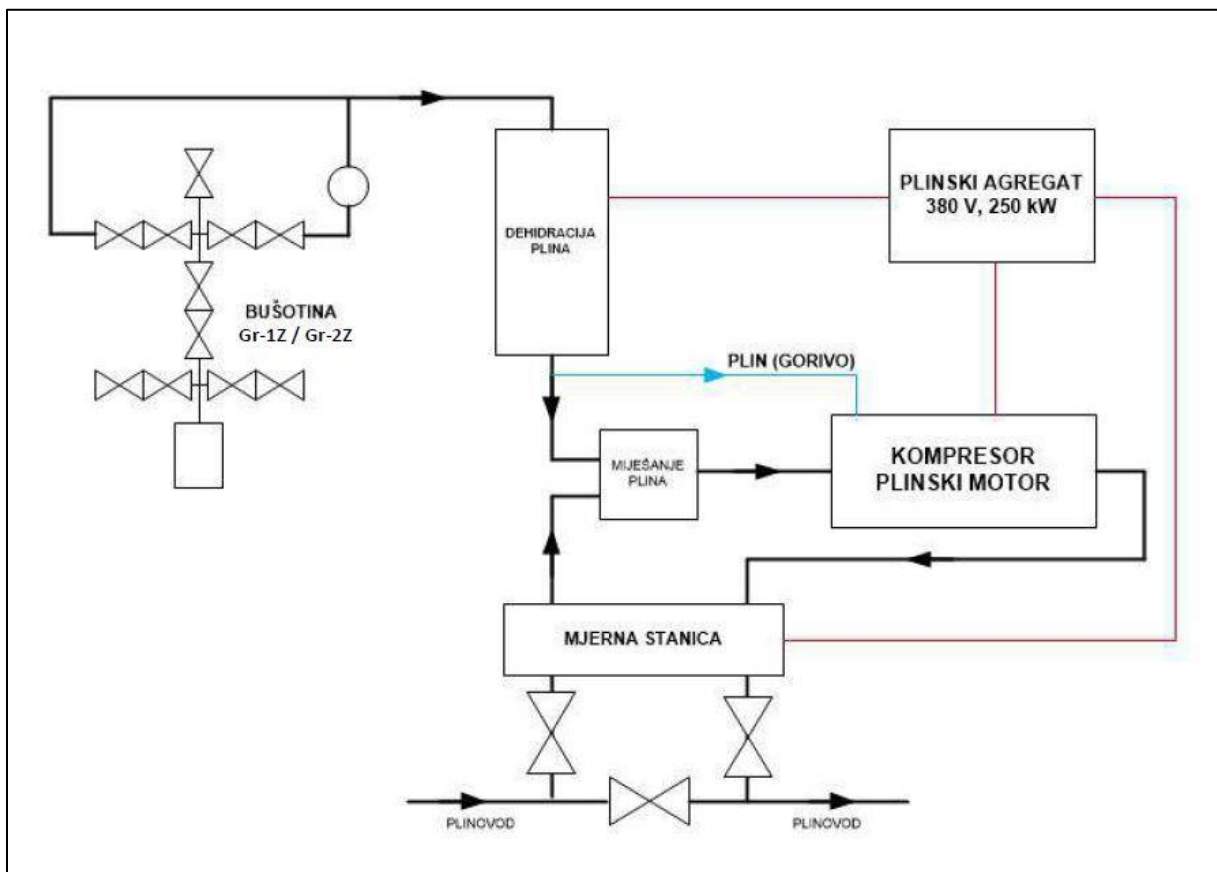 DEHIDRACIJA
PLINA
PLINSKI AGREGAT
380 V, 250 kW
BUŠOTINA
Gr-1Z / Gr-2Z
PLIN (GORIVO)
MIJEŠANJE
PLINA
KOMPRESOR
PLINSKI MOTOR
MJERNA STANICA
PLINOVOD
PLINOVOD